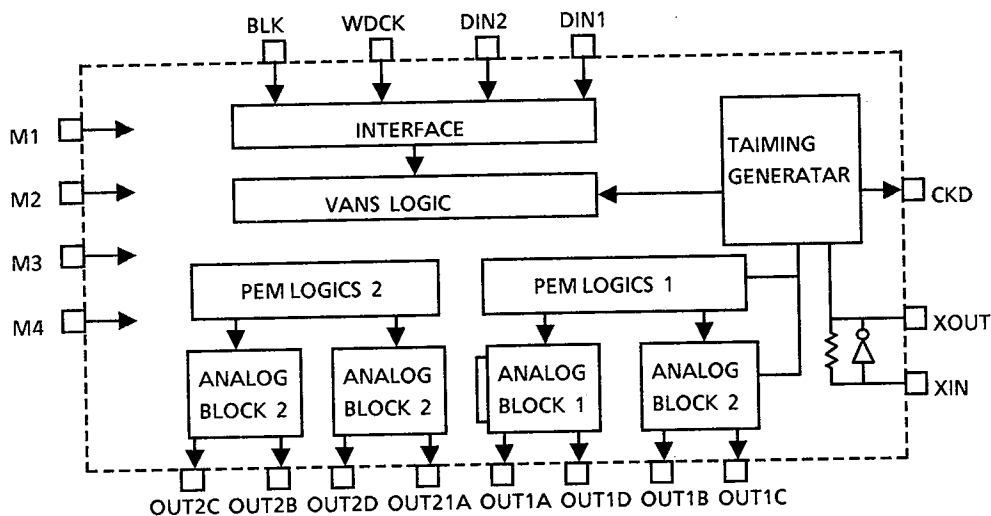 BLK
WDCK
DIN2
DIN1
M1
INTERFACE
TAIMING
GENERATAR
M2
VANS LOGIC
CKD
M3
PEM LOGICS 2
PEM LOGICS 1
M4
XOUT
ANALOG
BLOCK 2
ANALOG
BLOCK 2
ANALOG
BLOCK 1
ANALOG
BLOCK 2
XIN
OUT2C
OUT2B
OUT2D
OUT21A
OUT1A
OUT1D
OUT1B
OUT1C